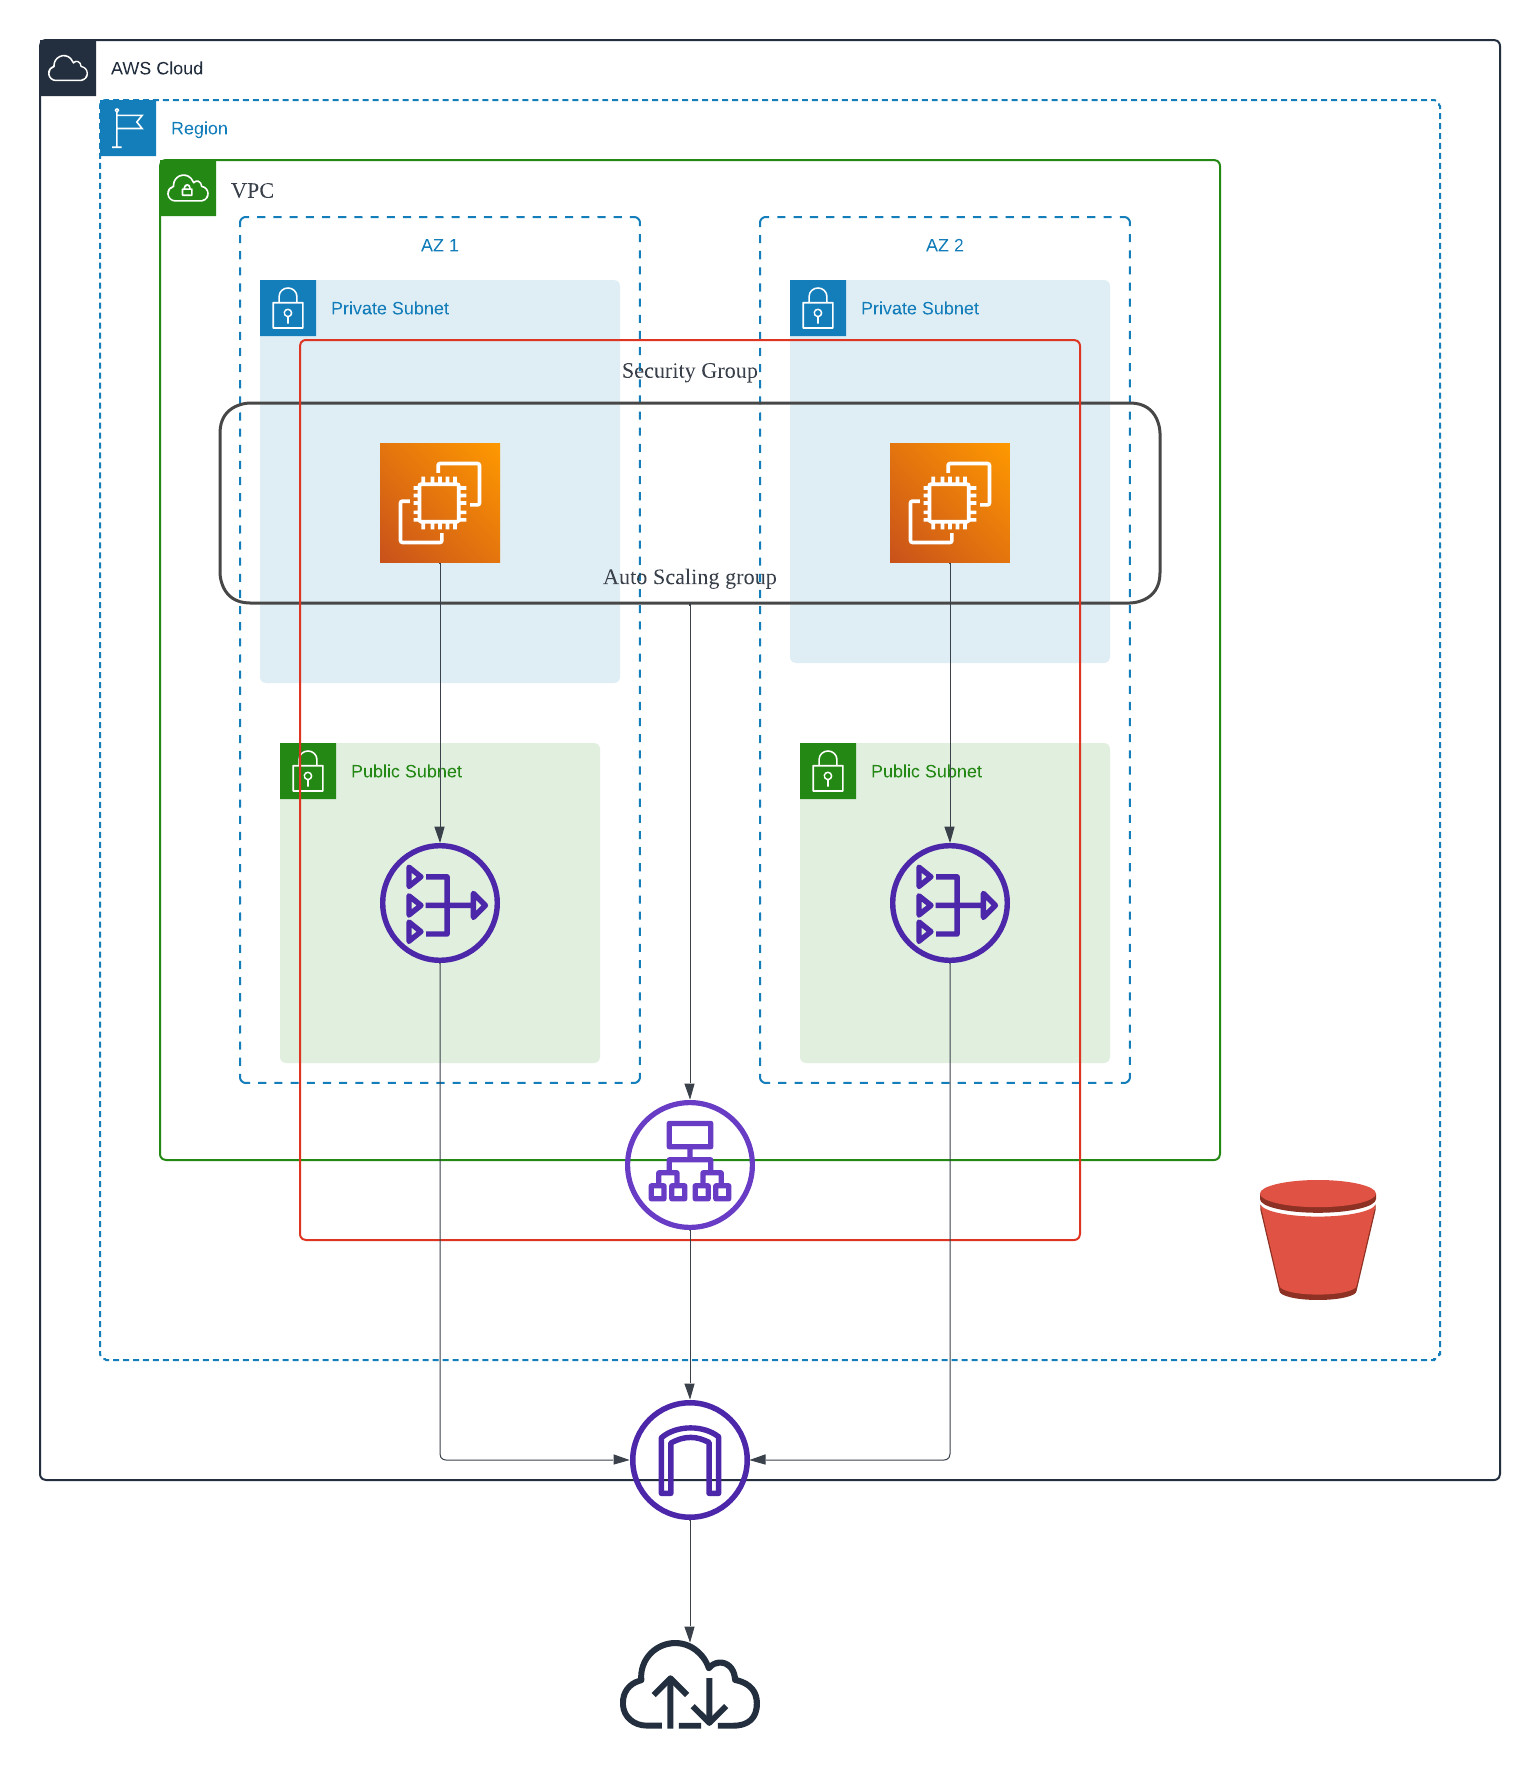 AWS Cloud
Region
VPC
AZ 1
AZ 2
Private Subnet
Private Subnet
Security Group
Auto Scaling group
Public Subnet
Public Subnet